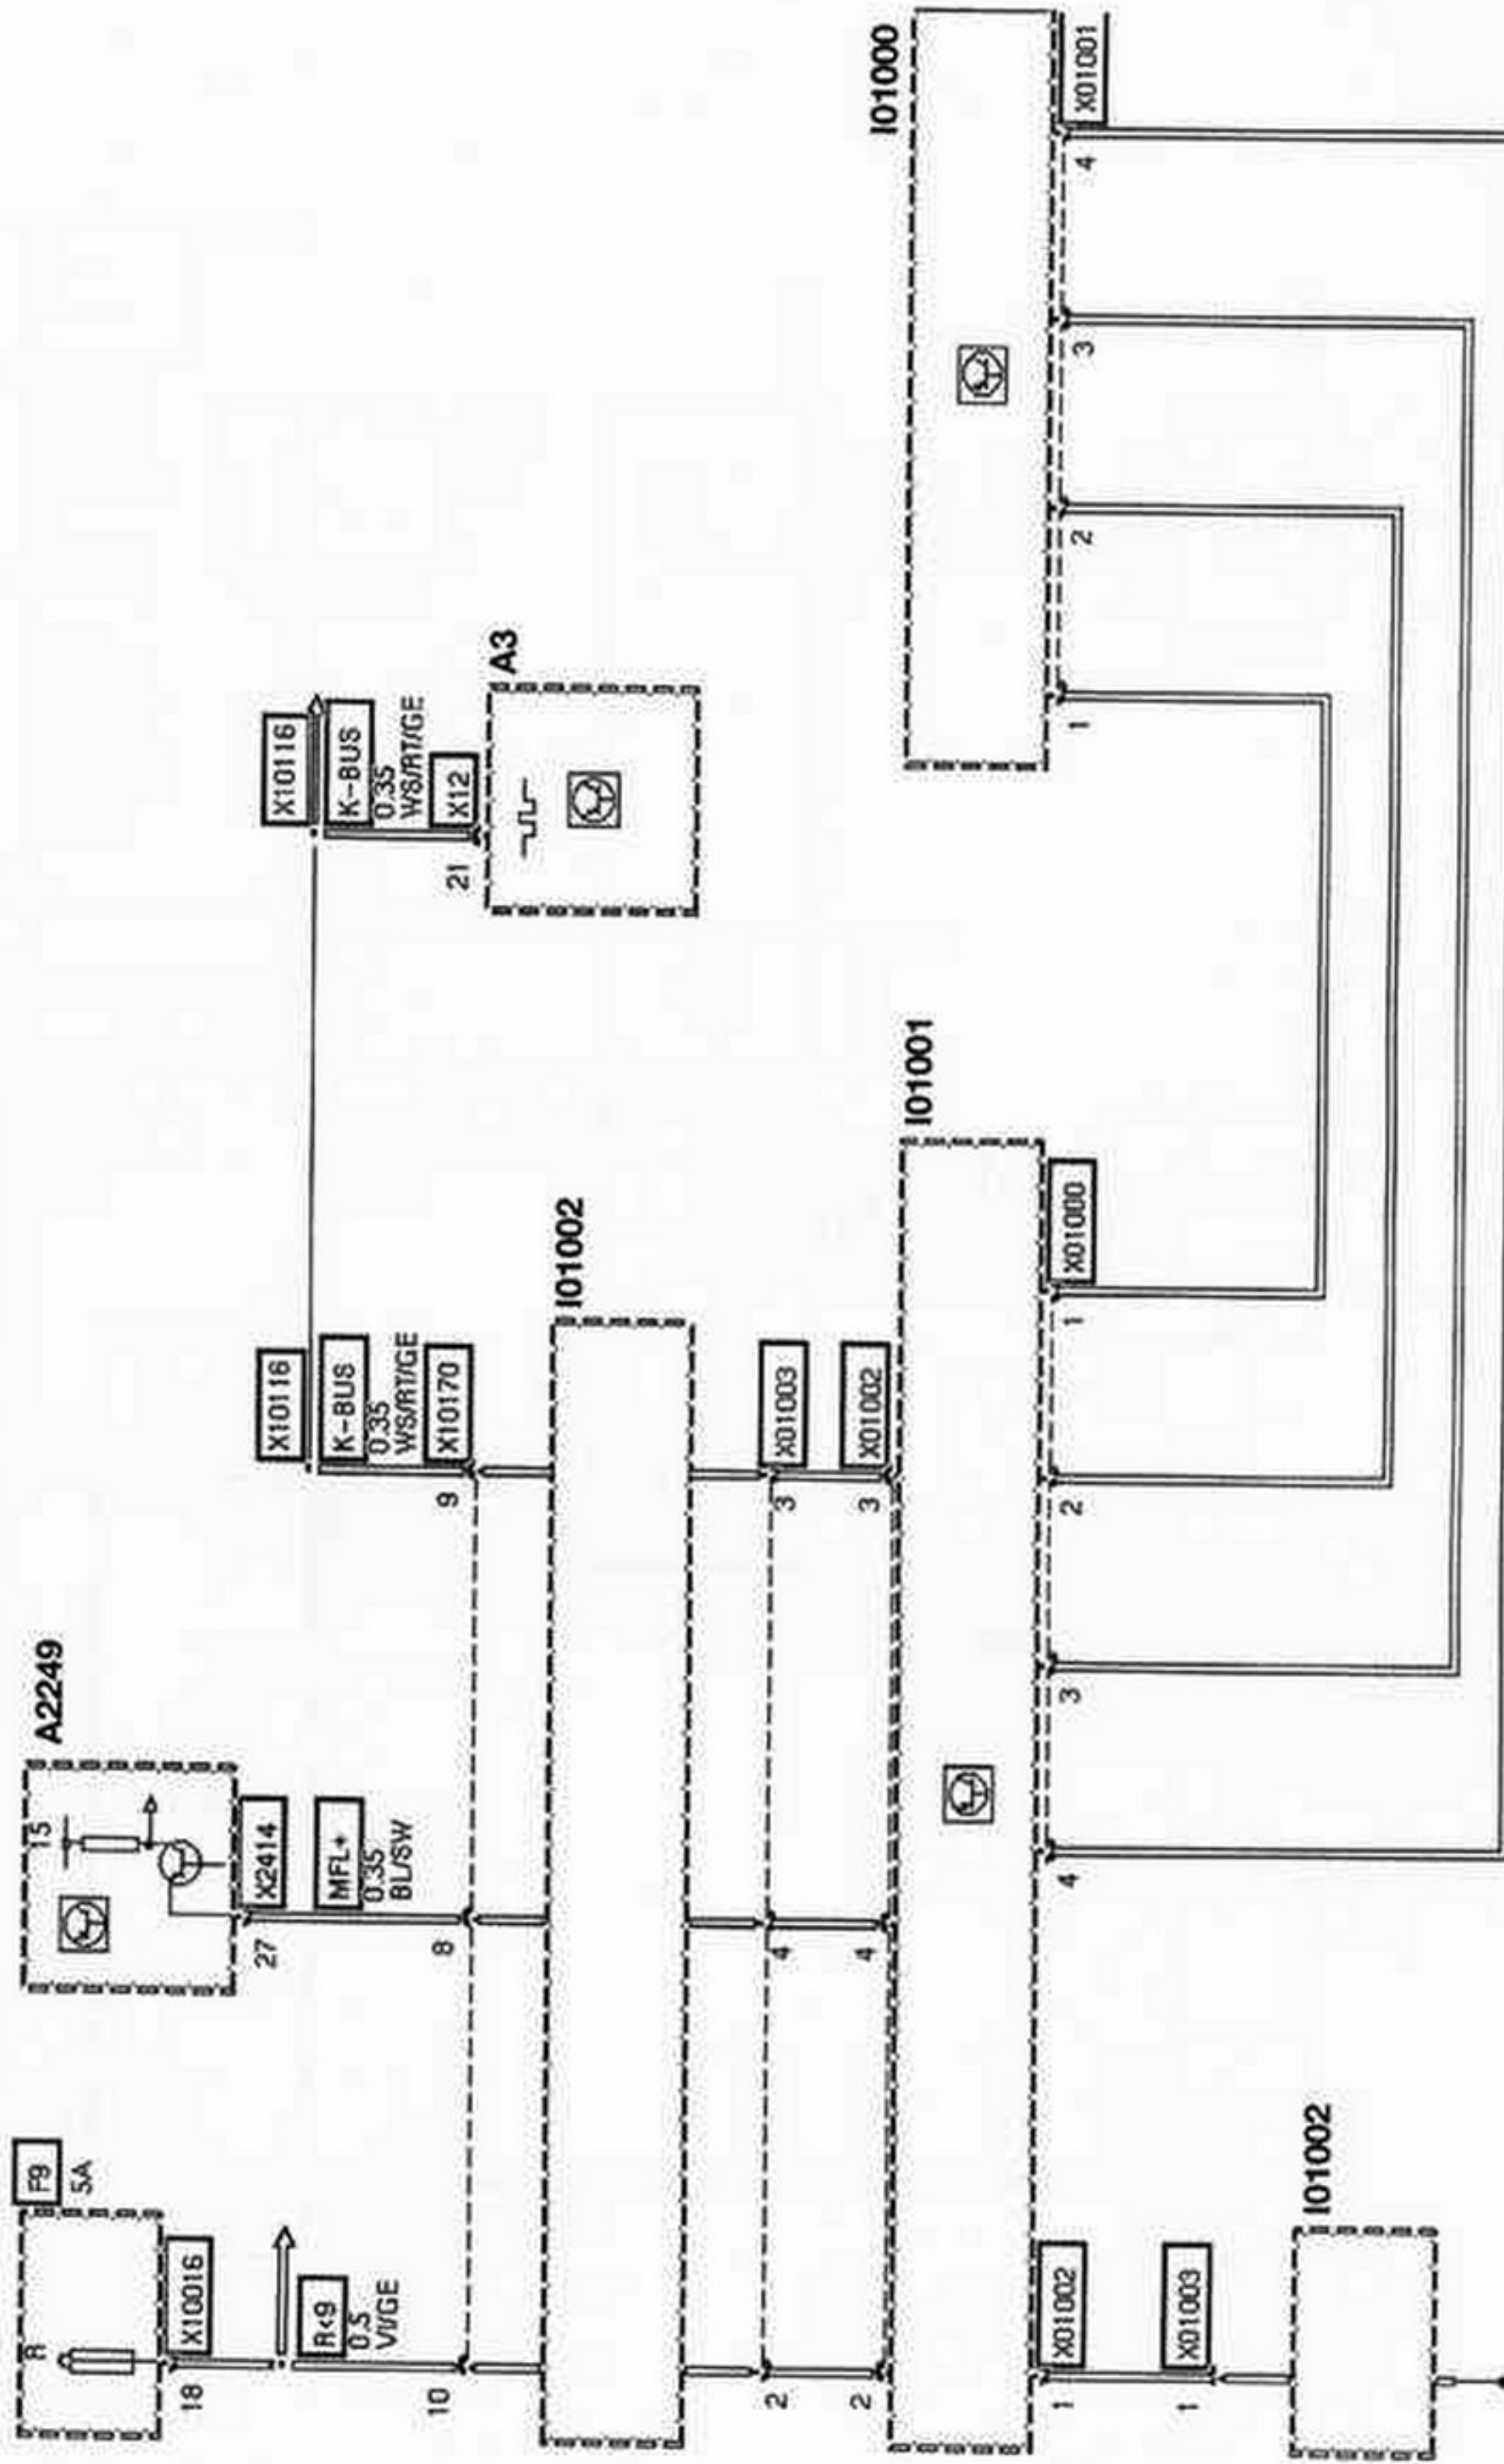 F9
5A
R
X10016
18
R<9
0.5
VI/GE
10
A2249
15
X2414
27
MFL+
0.35
BL/SW
8
X10116
K-BUS
0.35
WS/RT/GE
X10170
9
X10116
K-BUS
0.35
WS/RT/GE
X12
21
A3
I01002
X01003
2
4
3
X01002
2
4
3
I01001
I01000
X01002
1
4
3
2
1
X01000
1
2
3
4
X01001
X01003
1
I01002